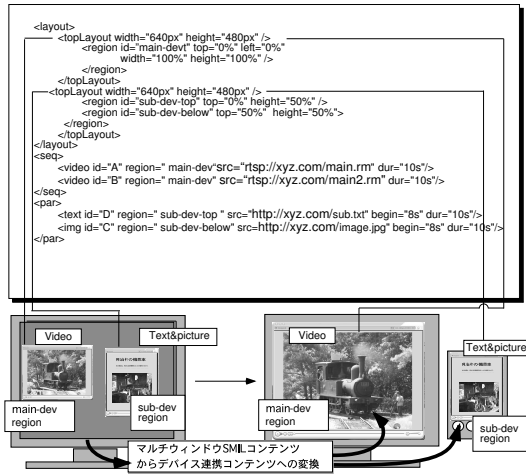 <layout>
<topLayout width="640px" height="480px" />
<region id="main-devt" top="0%" left="0%"
width="100%" height="100%" />
</region>
</topLayout>
<topLayout width="640px" height="480px" />
<region id="sub-dev-top" top="0%" height="50%" />
<region id="sub-dev-below" top="50%" height="50%">
</region>
</topLayout>
</layout>
<seq>
<video id="A" region=" main-dev"src="rtsp://xyz.com/main.rm" dur="10s"/>
<video id="B" region=" main-dev" src="rtsp://xyz.com/main2.rm" dur="10s"/>
</seq>
<par>
<text id="D" region=" sub-dev-top " src="http://xyz.com/sub.txt" begin="8s" dur="10s"/>
<img id="C" region=" sub-dev-below" src=http://xyz.com/image.jpg" begin="8s" dur="10s"/>
</par>
Video
Text&picture
main-dev
region
sub-dev
region
Video
Text&picture
main-dev
region
sub-dev
region
マルチウィンドウSMILコンテンツ
からデバイス連携コンテンツへの変換